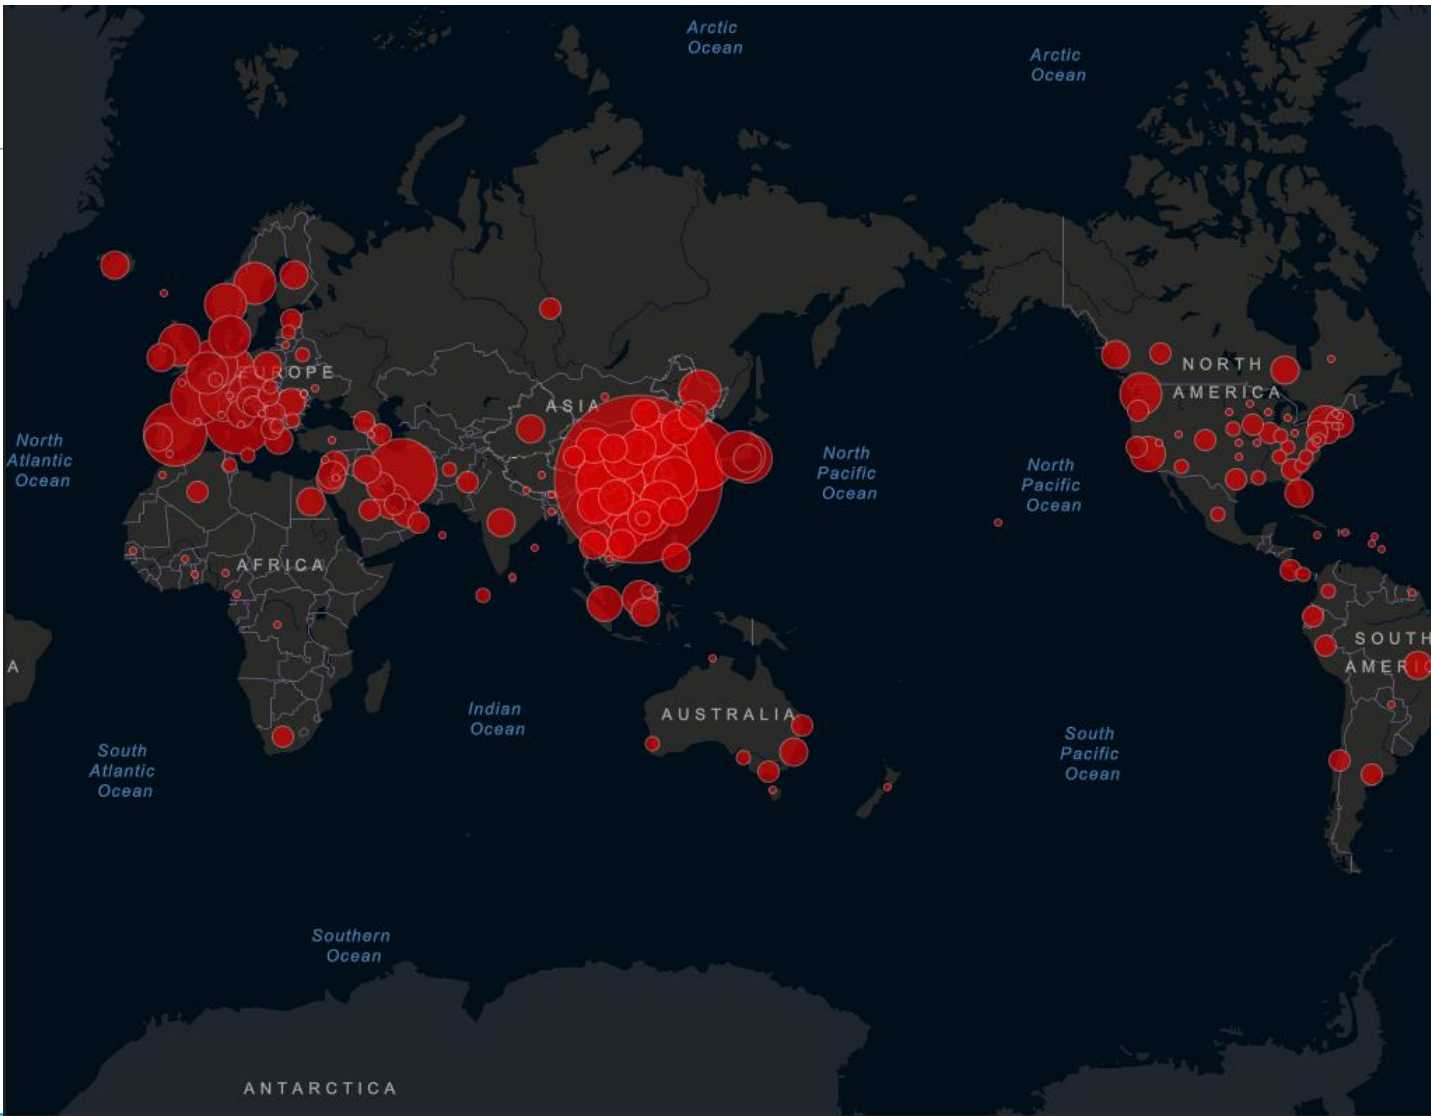 Arctic
Ocean
Arctic
Ocean
EUROPE
ASIA
NORTH
AMERICA
North
Atlantic
Ocean
North
Pacific
Ocean
North
Pacific
Ocean
AFRICA
SOUTH
AMERIC
A
Indian
Ocean
AUSTRALIA
South
Atlantic
Ocean
South
Pacific
Ocean
Southern
Ocean
ANTARCTICA